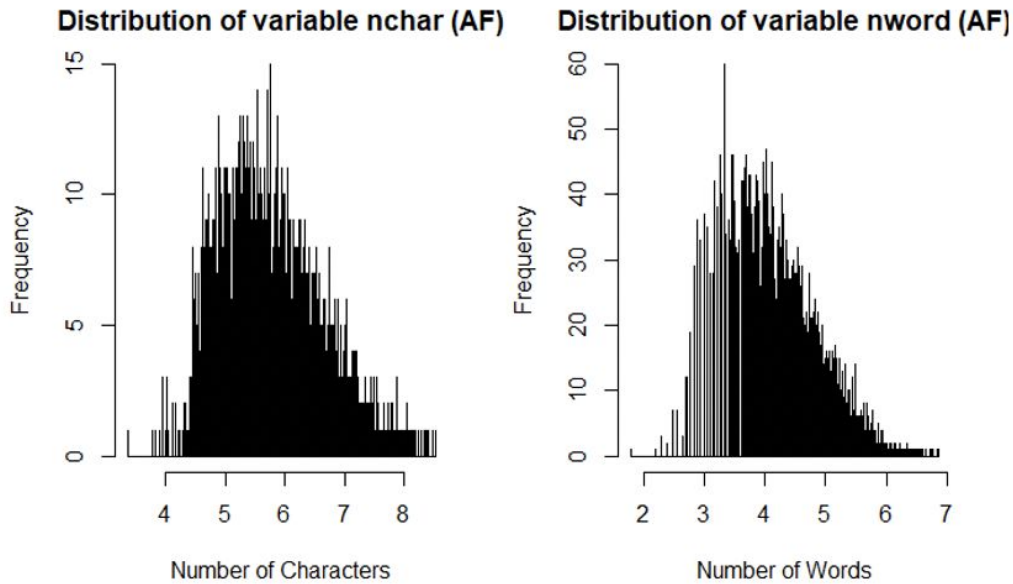 Distribution of variable nchar (AF)
Frequency
15
10
5
0
4 5 6 7 8
Number of Characters
Distribution of variable nword (AF)
Frequency
60
50
40
30
20
10
0
2 3 4 5 6 7
Number of Words